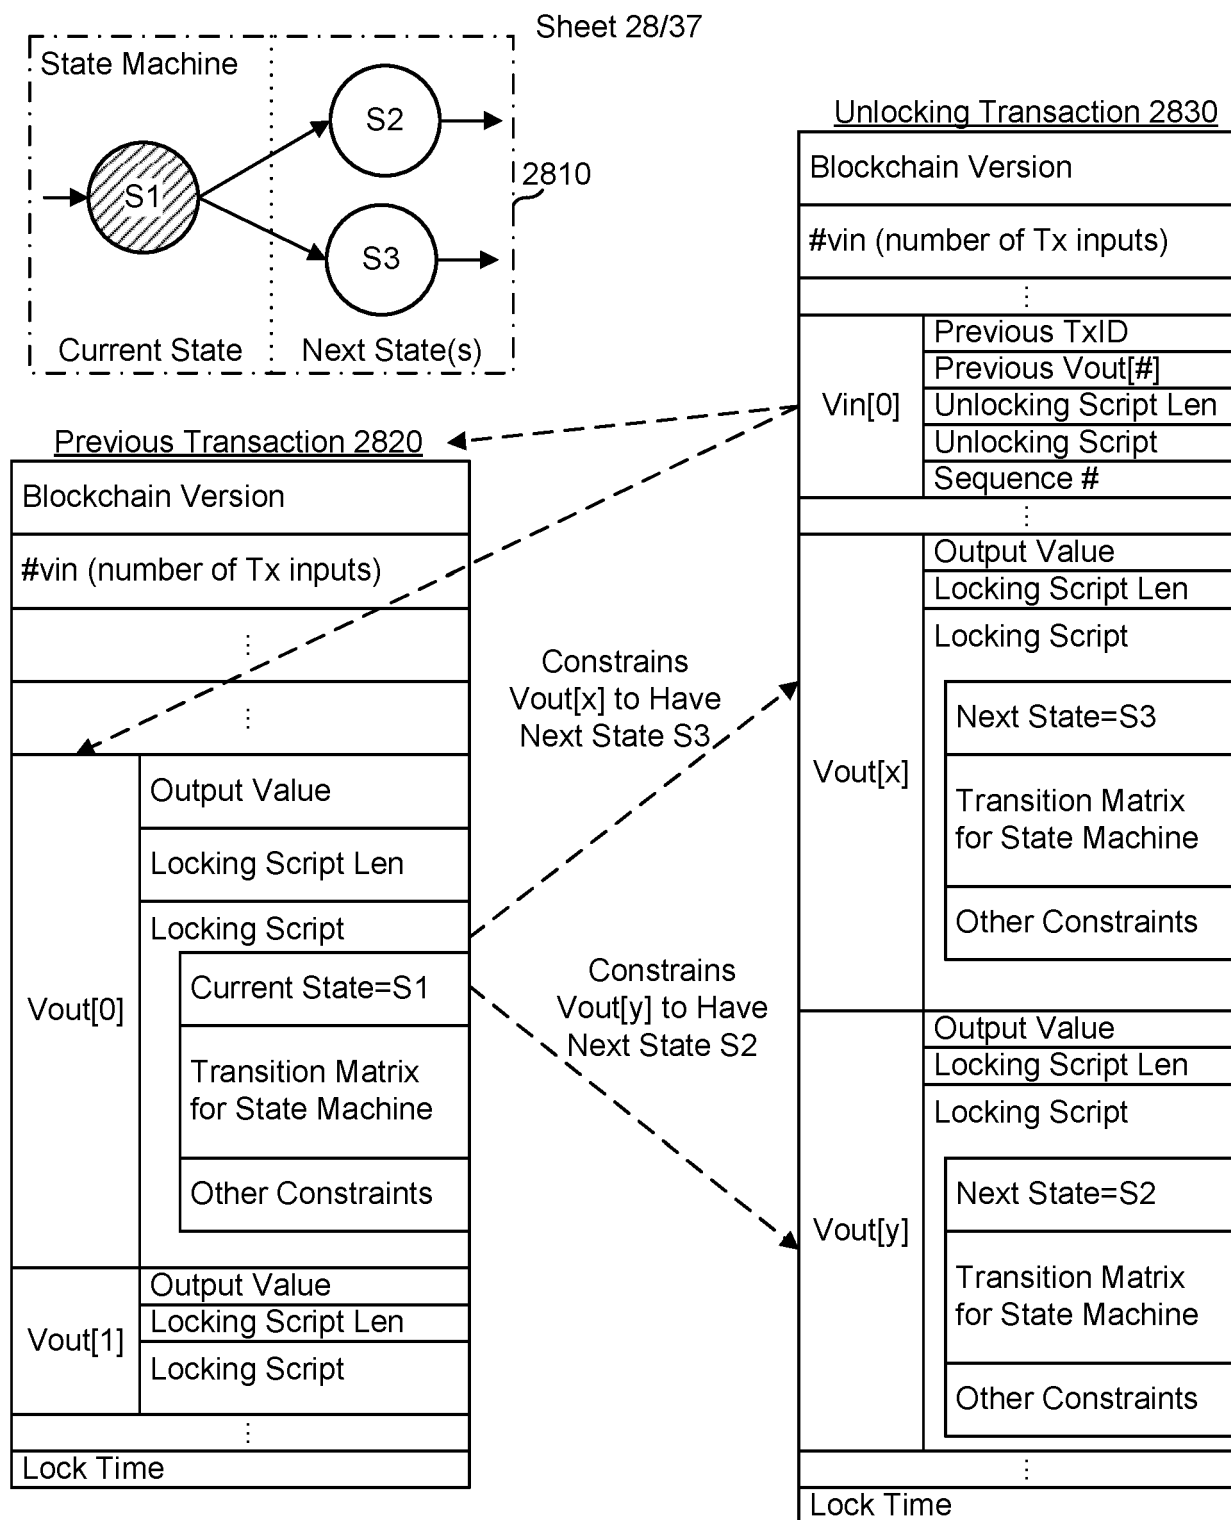 Sheet 28/37
State Machine
S1
S2
S3
2810
Current State
Next State(s)
Previous Transaction 2820
Blockchain Version
#vin (number of Tx inputs)
⋮
⋮
Vout[0]
Output Value
Locking Script Len
Locking Script
Current State=S1
Transition Matrix
for State Machine
Other Constraints
Vout[1]
Output Value
Locking Script Len
Locking Script
⋮
Lock Time
Constrains
Vout[x] to Have
Next State S3
Constrains
Vout[y] to Have
Next State S2
Unlocking Transaction 2830
Blockchain Version
#vin (number of Tx inputs)
⋮
Vin[0]
Previous TxID
Previous Vout[#]
Unlocking Script Len
Unlocking Script
Sequence #
⋮
Vout[x]
Output Value
Locking Script Len
Locking Script
Next State=S3
Transition Matrix
for State Machine
Other Constraints
Vout[y]
Output Value
Locking Script Len
Locking Script
Next State=S2
Transition Matrix
for State Machine
Other Constraints
⋮
Lock Time